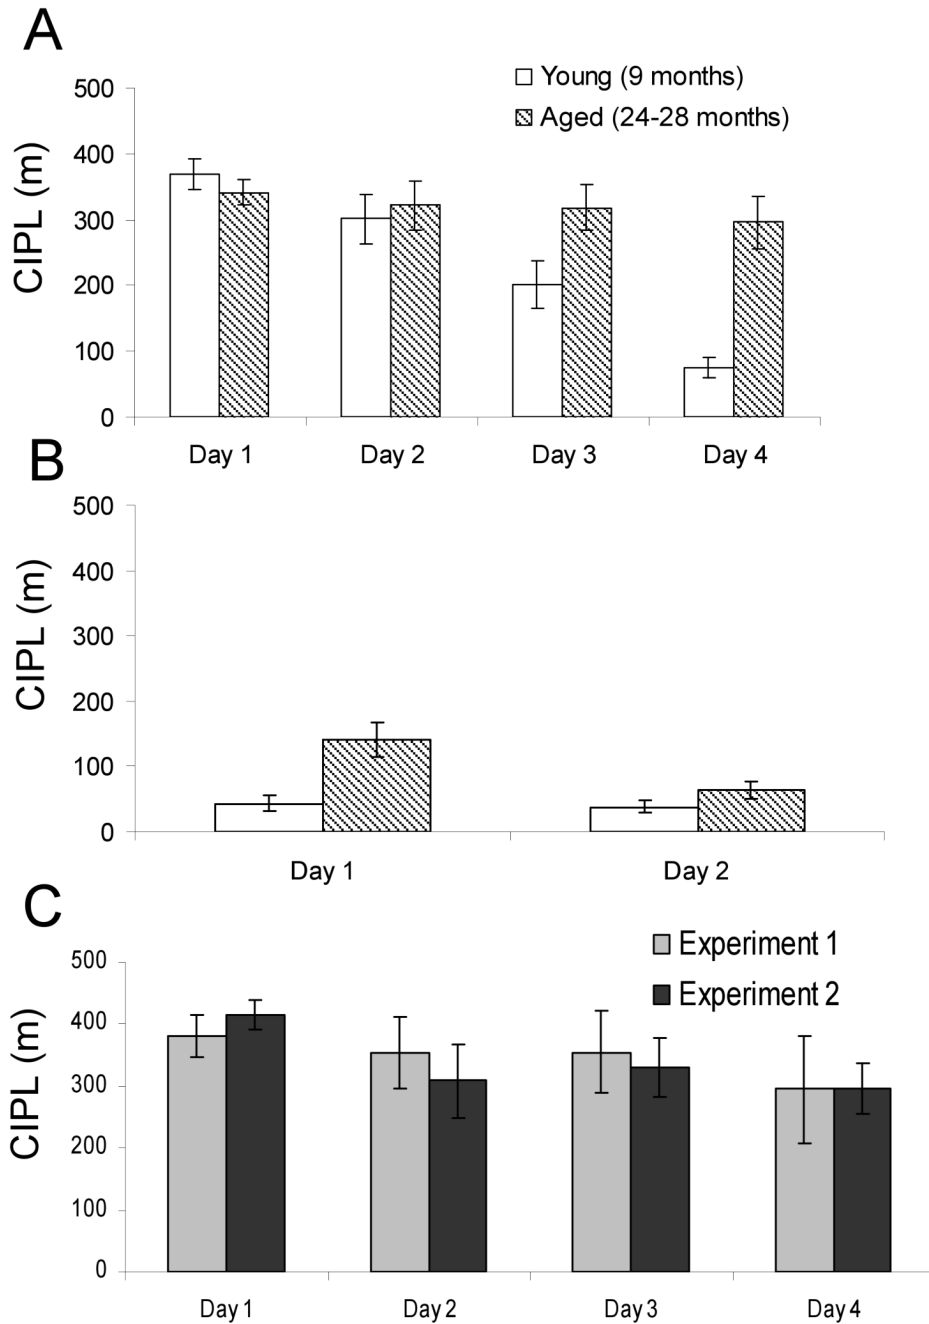 A
Young (9 months)
Aged (24-28 months)
CIPL (m)
500
400
300
200
100
0
Day 1 Day 2 Day 3 Day 4
B
CIPL (m)
500
400
300
200
100
0
Day 1 Day 2
C
Experiment 1
Experiment 2
CIPL (m)
500
400
300
200
100
0
Day 1 Day 2 Day 3 Day 4